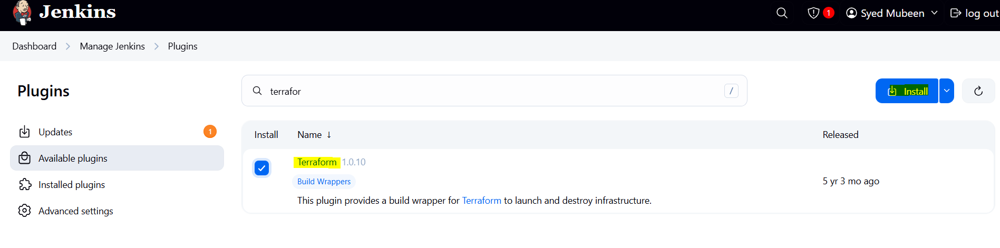 Jenkins
1
Syed Mubeen
log out
Dashboard
Manage Jenkins
Plugins
Plugins
terrafor
/
Install
Updates
1
Available plugins
Installed plugins
Advanced settings
Install
Name ↓
Released
Terraform 1.0.10
Build Wrappers
This plugin provides a build wrapper for Terraform to launch and destroy infrastructure.
5 yr 3 mo ago